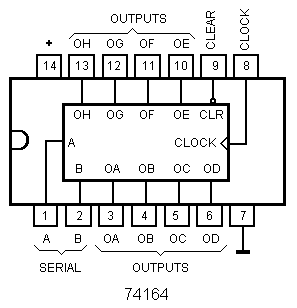 OUTPUTS CLEAR CLOCK
+ OH OG OF OE
14 13 12 11 10 9 8
OH OG OF OE CLR
A CLOCK
B OA OB OC OD
1 2 3 4 5 6 7
A B OA OB OC OD
SERIAL OUTPUTS
74164